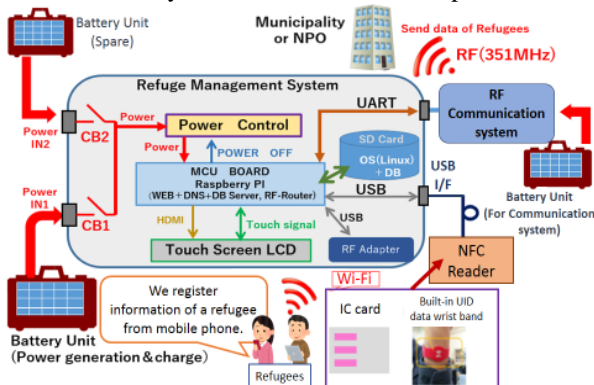 Battery Unit
(Spare)
Municipality
or NPO
Send data of Refugees
RF(351MHz)
Refuge Management System
UART
RF
Communication
system
Power
IN2
CB2
Power
Power Control
Power
POWER OFF
SD Card
OS(Linux)
+DB
MCU BOARD
Raspberry PI
(WEB+DNS+DB Server, RF-Router)
USB
USB
I/F
Battery Unit
(For Communication
system)
Power
IN1
CB1
HDMI
Touch signal
USB
Touch Screen LCD
RF Adapter
NFC
Reader
Wi-Fi
We register
information of a refugee
from mobile phone.
IC card
Built-in UID
data wrist band
Battery Unit
(Power generation&charge)
Refugees